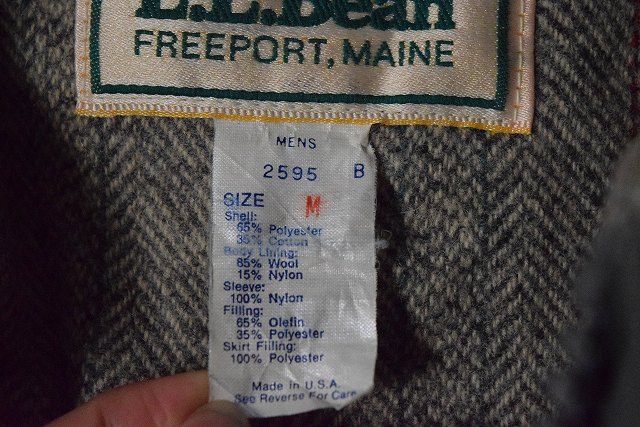 L.L.Bean
FREEPORT, MAINE
MENS
2595 B
SIZE M
Shell:
65% Polyester
35% Cotton
Body Lining:
85% Wool
15% Nylon
Sleeve:
100% Nylon
Filling:
65% Olefin
35% Polyester
Skirt Filling:
100% Polyester
Made in U.S.A.
See Reverse For Care